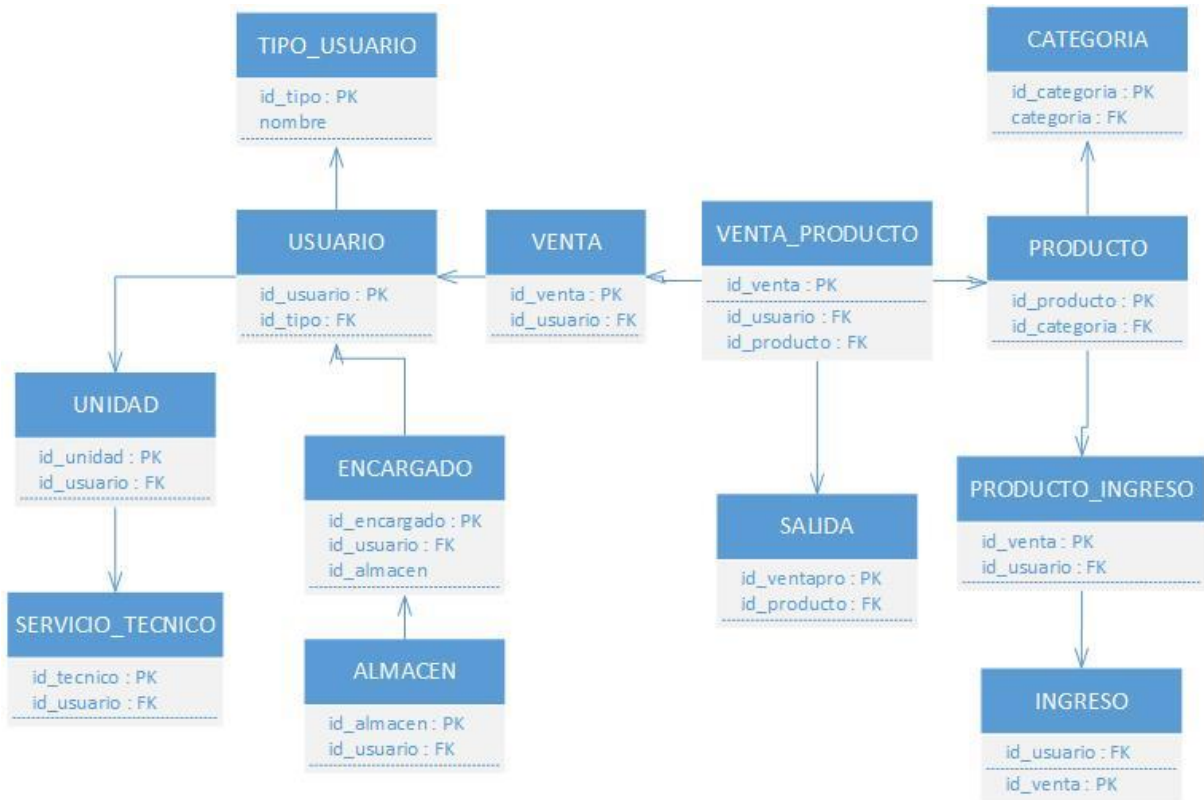 TIPO_USUARIO
id_tipo : PK
nombre
CATEGORIA
id_categoria : PK
categoria : FK
USUARIO
id_usuario : PK
id_tipo : FK
VENTA
id_venta : PK
id_usuario : FK
VENTA_PRODUCTO
id_venta : PK
id_usuario : FK
id_producto : FK
PRODUCTO
id_producto : PK
id_categoria : FK
UNIDAD
id_unidad : PK
id_usuario : FK
ENCARGADO
id_encargado : PK
id_usuario : FK
id_almacen
SALIDA
id_ventapro : PK
id_producto : FK
PRODUCTO_INGRESO
id_venta : PK
id_usuario : FK
SERVICIO_TECNICO
id_tecnico : PK
id_usuario : FK
ALMACEN
id_almacen : PK
id_usuario : FK
INGRESO
id_usuario : FK
id_venta : PK